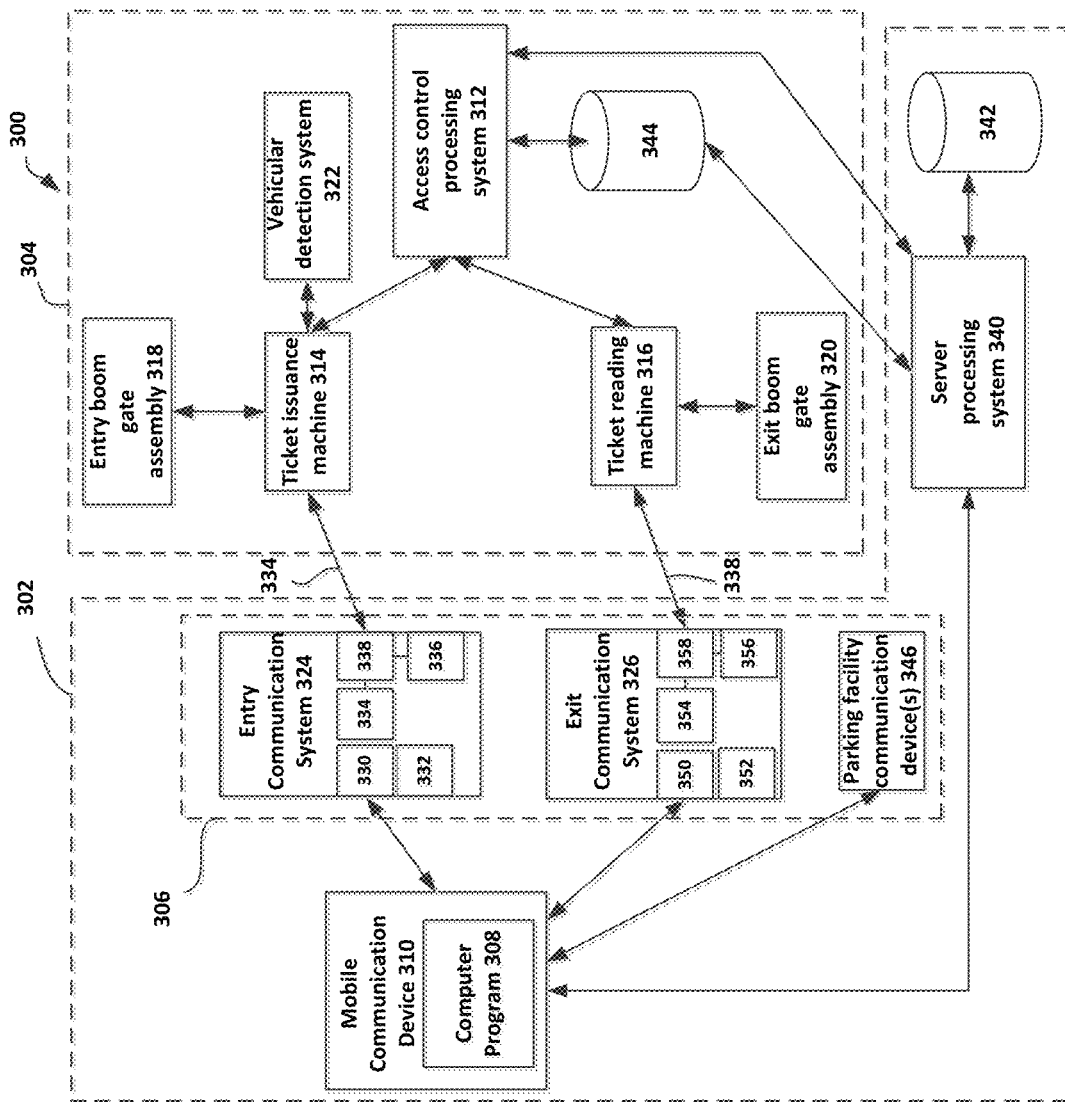 300
304
302
306
Entry boom
gate
assembly 318
Vehicular
detection system
322
Ticket issuance
machine 314
Access control
processing
system 312
344
Ticket reading
machine 316
Exit boom
gate
assembly 320
Server
processing
system 340
342
334
338
Entry
Communication
System 324
330
334
338
332
336
Exit
Communication
System 326
350
354
358
352
356
Parking facility
communication
device(s) 346
Mobile
Communication
Device 310
Computer
Program 308